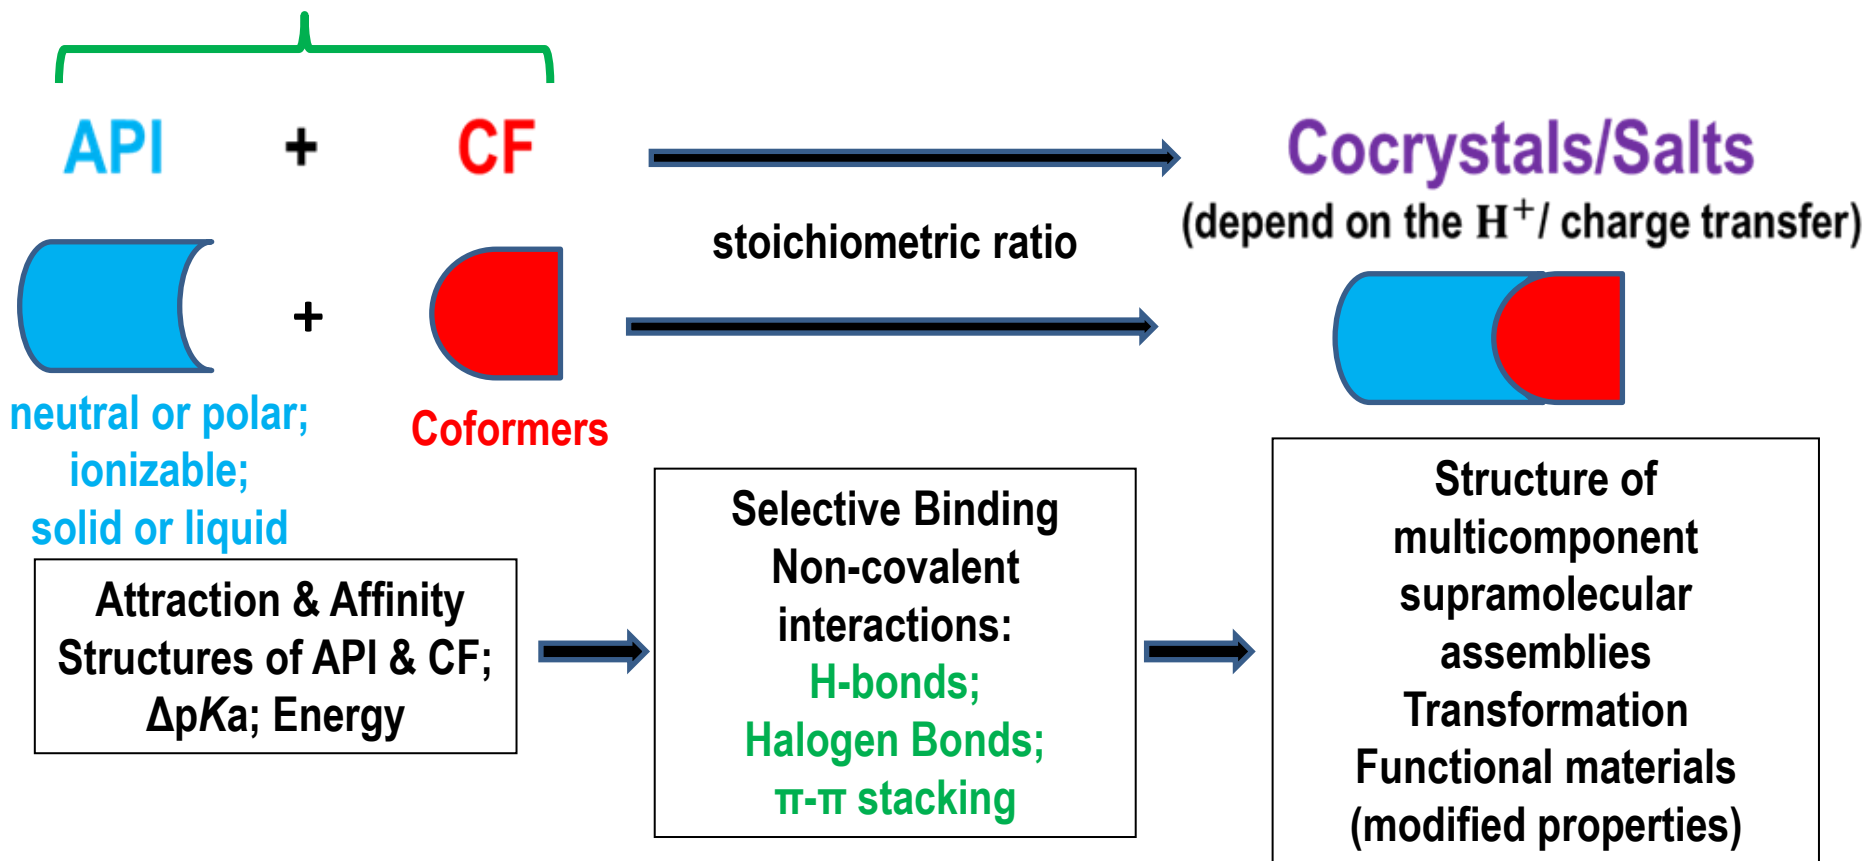 API + CF
Cocrystals/Salts
(depend on the H⁺/ charge transfer)
stoichiometric ratio
+
neutral or polar;
ionizable;
solid or liquid
Coformers
Attraction & Affinity
Structures of API & CF;
ΔpKa; Energy
Selective Binding
Non-covalent
interactions:
H-bonds;
Halogen Bonds;
π-π stacking
Structure of
multicomponent
supramolecular
assemblies
Transformation
Functional materials
(modified properties)